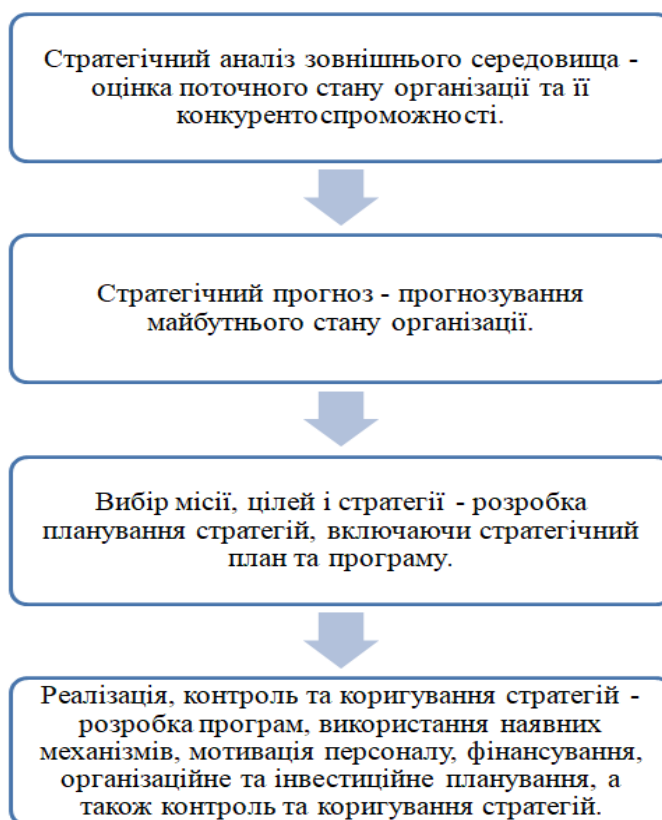 Стратегічний аналіз зовнішнього середовища -
оцінка поточного стану організації та її
конкурентоспроможності.
Стратегічний прогноз - прогнозування
майбутнього стану організації.
Вибір місії, цілей і стратегії - розробка
планування стратегій, включаючи стратегічний
план та програму.
Реалізація, контроль та коригування стратегій -
розробка програм, використання наявних
механізмів, мотивація персоналу, фінансування,
організаційне та інвестиційне планування, а
також контроль та коригування стратегій.